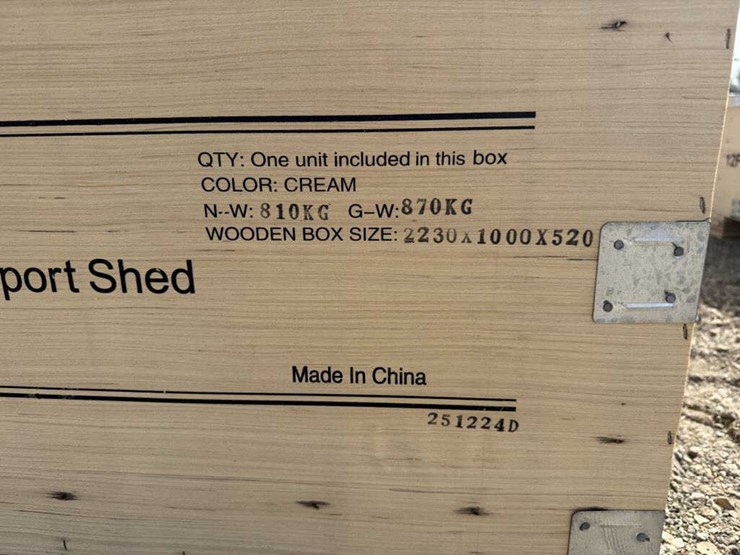 QTY: One unit included in this box
COLOR: CREAM
N--W: 810KG G-W:870KG
WOODEN BOX SIZE: 2230X1000X520
port Shed
Made In China
251224D